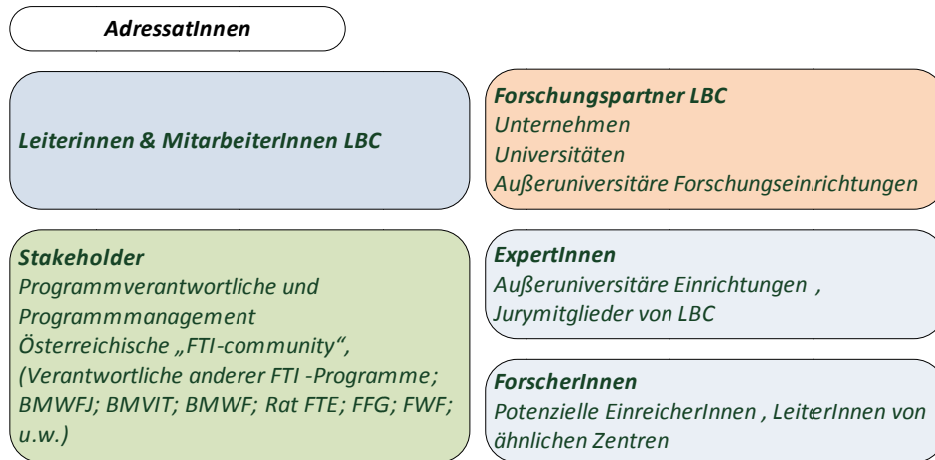 AdressatInnen
Leiterinnen & MitarbeiterInnen LBC
Forschungspartner LBC
Unternehmen
Universitäten
Außeruniversitäre Forschungseinrichtungen
Stakeholder
Programmverantwortliche und
Programmmanagement
Österreichische „FTI-community“,
(Verantwortliche anderer FTI -Programme;
BMWFJ; BMVIT; BMWF; Rat FTE; FFG; FWF;
u.w.)
ExpertInnen
Außeruniversitäre Einrichtungen ,
Jurymitglieder von LBC
ForscherInnen
Potenzielle EinreicherInnen , LeiterInnen von
ähnlichen Zentren